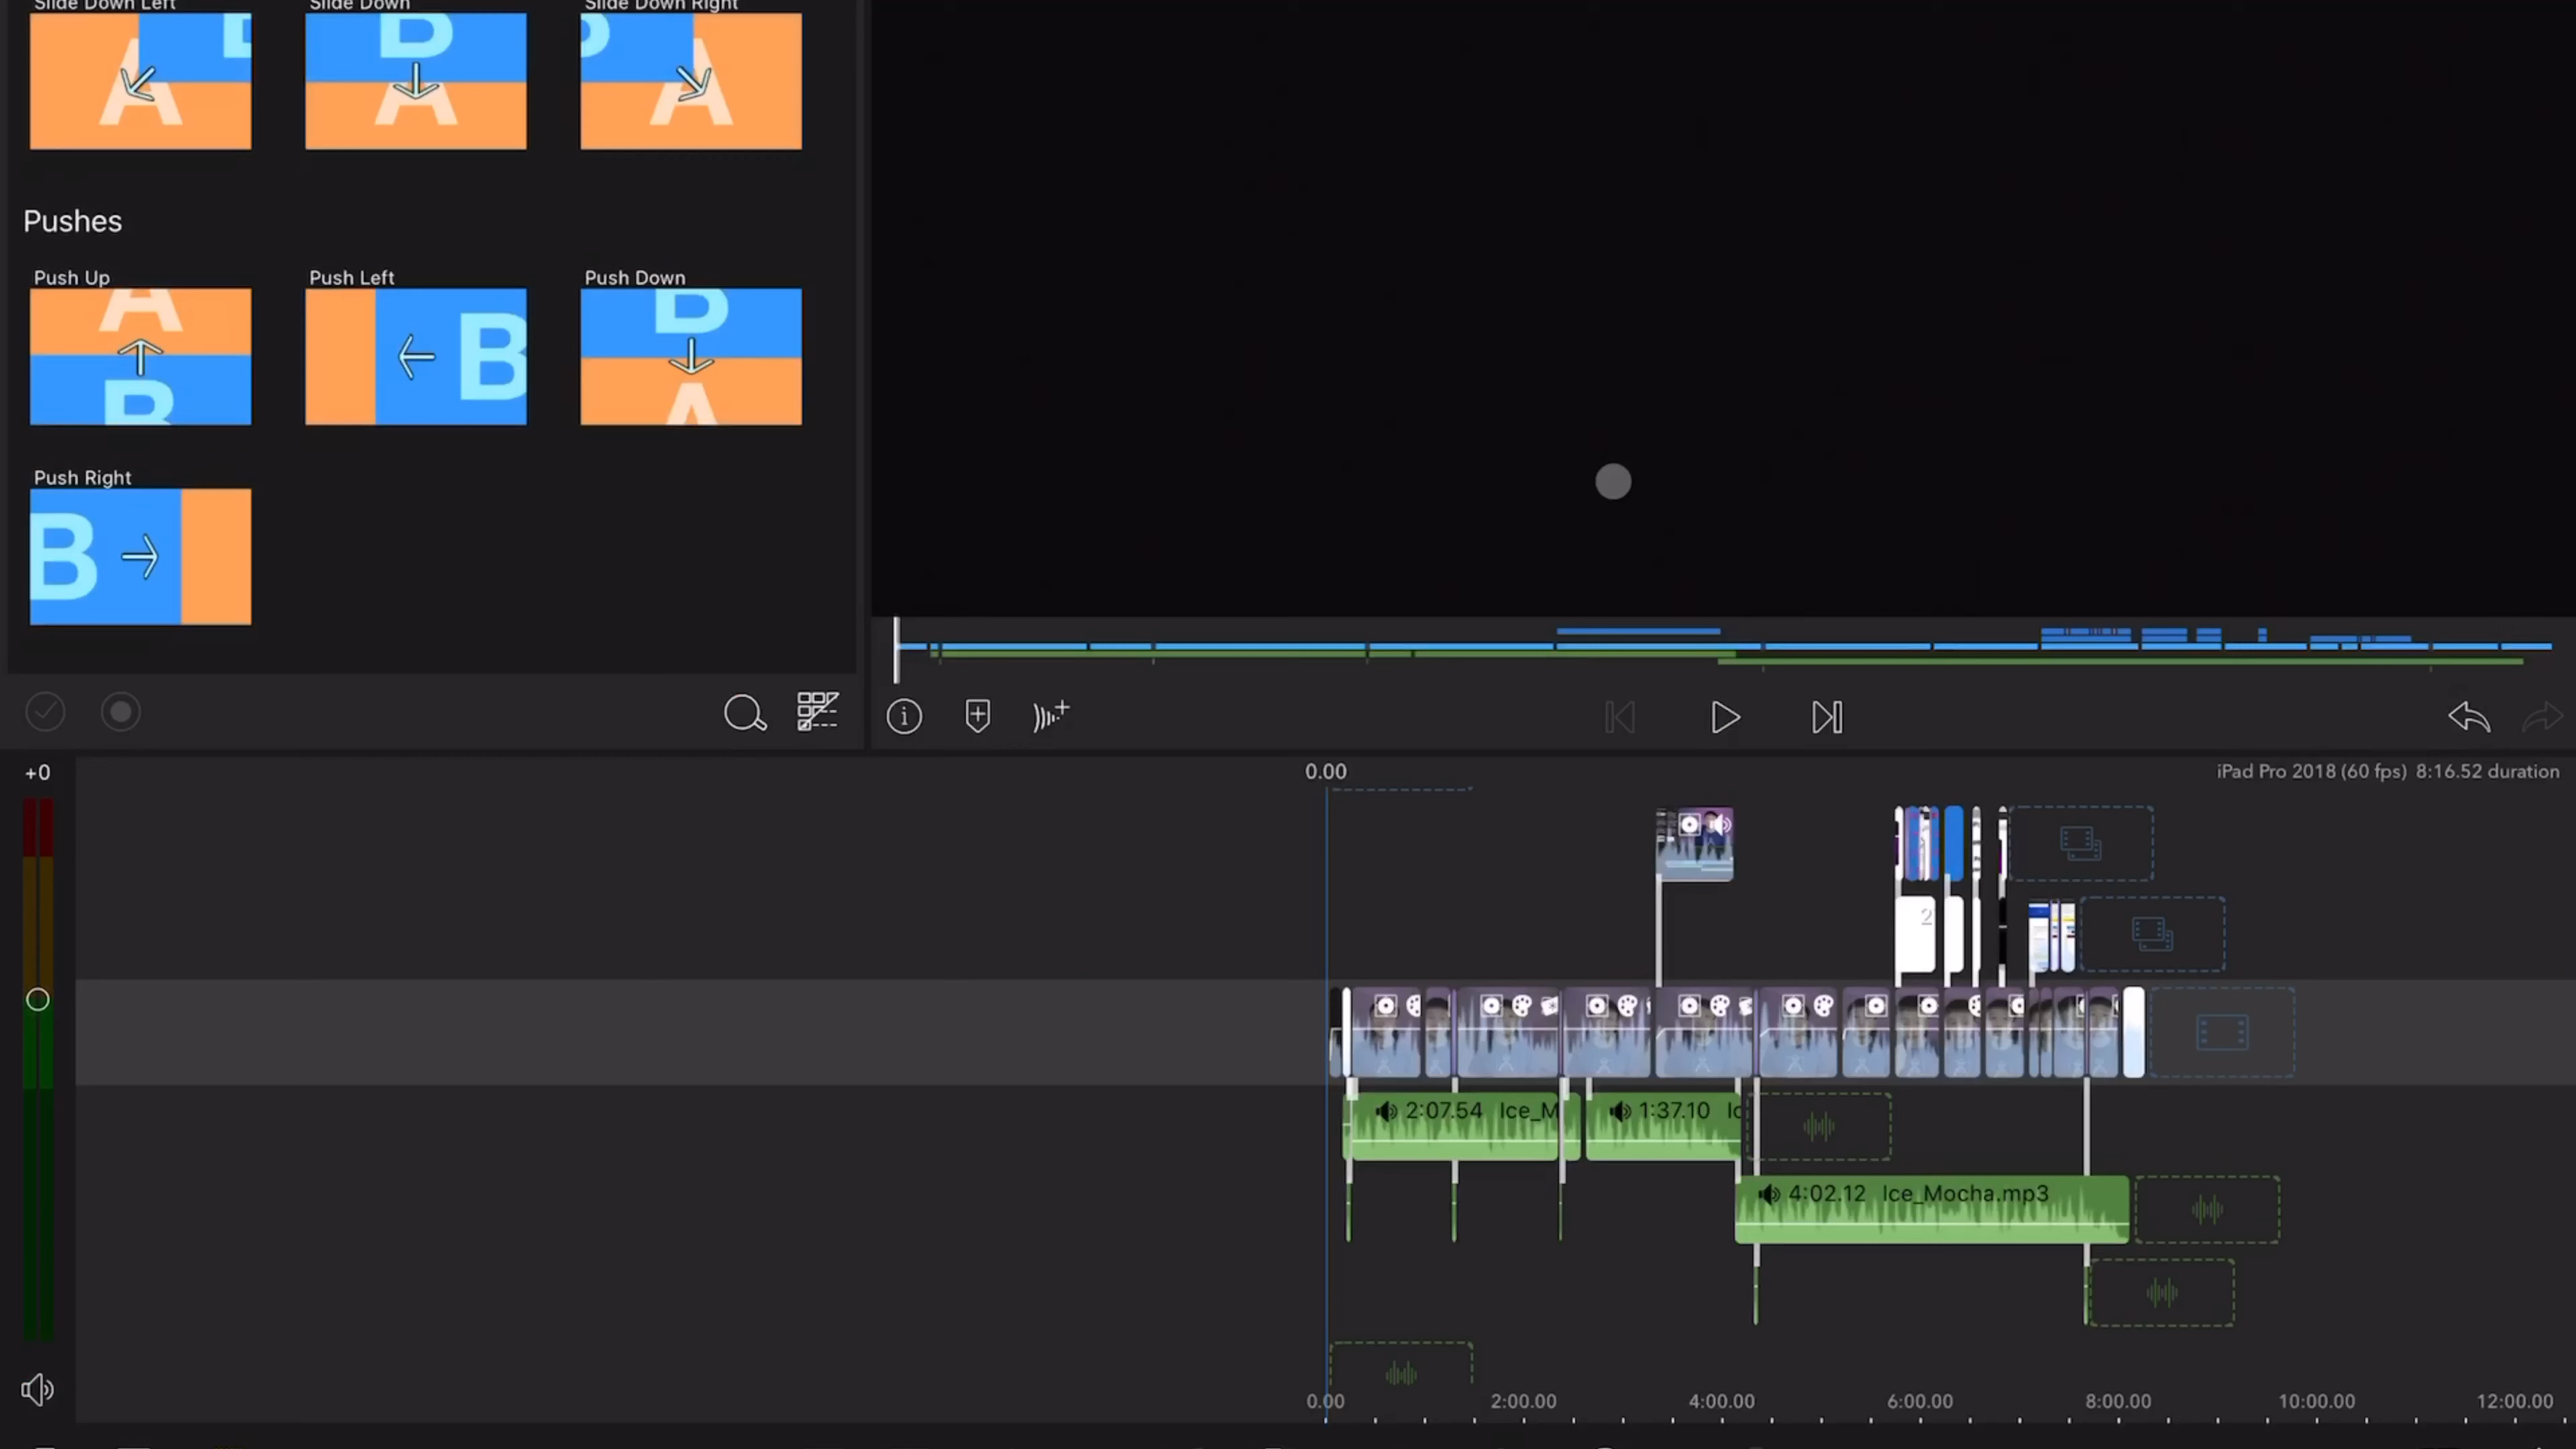 Slide Down Left Slide Down Slide Down Right
B B B
A A A
Pushes
Push Up Push Left Push Down
A B B
B A
Push Right
B
+0
0.00
iPad Pro 2018 (60 fps) 8:16.52 duration
2
2:07.54 Ice_M
1:37.10 Ic
4:02.12 Ice_Mocha.mp3
0.00 2:00.00 4:00.00 6:00.00 8:00.00 10:00.00 12:00.00